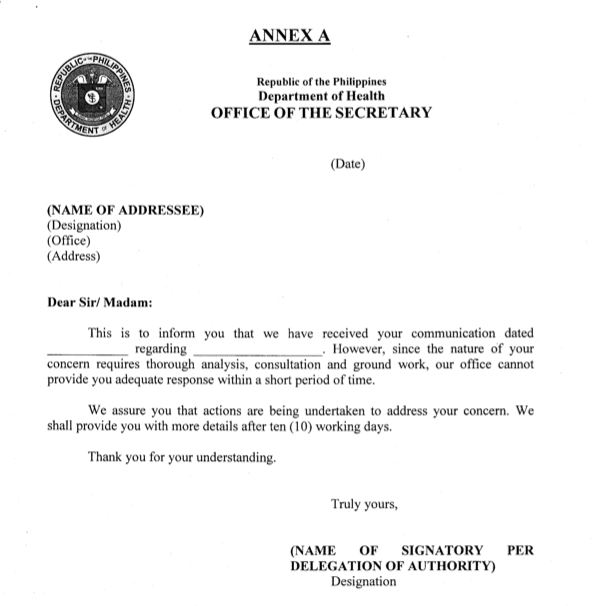 ANNEX A
REPUBLIC OF THE PHILIPPINES
DEPARTMENT OF HEALTH
Republic of the Philippines
Department of Health
OFFICE OF THE SECRETARY
(Date)
(NAME OF ADDRESSEE)
(Designation)
(Office)
(Address)
Dear Sir/ Madam:
This is to inform you that we have received your communication dated
____________ regarding ___________________. However, since the nature of your
concern requires thorough analysis, consultation and ground work, our office cannot
provide you adequate response within a short period of time.
We assure you that actions are being undertaken to address your concern. We
shall provide you with more details after ten (10) working days.
Thank you for your understanding.
Truly yours,
(NAME OF SIGNATORY PER
DELEGATION OF AUTHORITY)
Designation